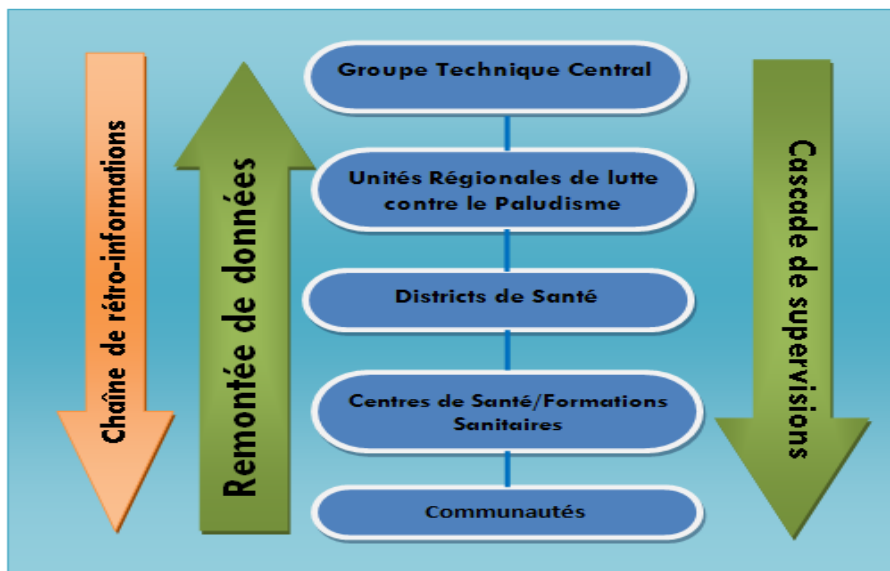 Chaîne de rétro-informations
Remontée de données
Groupe Technique Central
Unités Régionales de lutte
contre le Paludisme
Districts de Santé
Centres de Santé/Formations
Sanitaires
Communautés
Cascade de supervisions